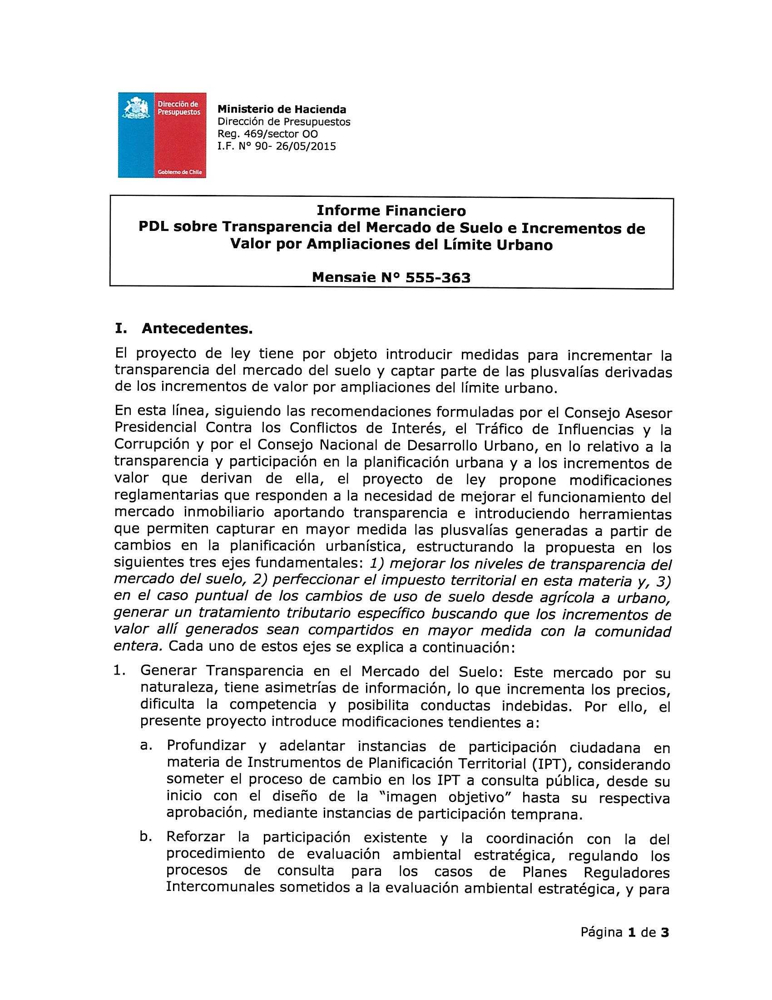 Dirección de
Presupuestos
Gobierno de Chile
Ministerio de Hacienda
Dirección de Presupuestos
Reg. 469/sector OO
I.F. N° 90- 26/05/2015
Informe Financiero
PDL sobre Transparencia del Mercado de Suelo e Incrementos de
Valor por Ampliaciones del Límite Urbano
Mensaje N° 555-363
I. Antecedentes.
El proyecto de ley tiene por objeto introducir medidas para incrementar la
transparencia del mercado del suelo y captar parte de las plusvalías derivadas
de los incrementos de valor por ampliaciones del límite urbano.
En esta línea, siguiendo las recomendaciones formuladas por el Consejo Asesor
Presidencial Contra los Conflictos de Interés, el Tráfico de Influencias y la
Corrupción y por el Consejo Nacional de Desarrollo Urbano, en lo relativo a la
transparencia y participación en la planificación urbana y a los incrementos de
valor que derivan de ella, el proyecto de ley propone modificaciones
reglamentarias que responden a la necesidad de mejorar el funcionamiento del
mercado inmobiliario aportando transparencia e introduciendo herramientas
que permiten capturar en mayor medida las plusvalías generadas a partir de
cambios en la planificación urbanística, estructurando la propuesta en los
siguientes tres ejes fundamentales: 1) mejorar los niveles de transparencia del
mercado del suelo, 2) perfeccionar el impuesto territorial en esta materia y, 3)
en el caso puntual de los cambios de uso de suelo desde agrícola a urbano,
generar un tratamiento tributario específico buscando que los incrementos de
valor allí generados sean compartidos en mayor medida con la comunidad
entera. Cada uno de estos ejes se explica a continuación:
1. Generar Transparencia en el Mercado del Suelo: Este mercado por su
naturaleza, tiene asimetrías de información, lo que incrementa los precios,
dificulta la competencia y posibilita conductas indebidas. Por ello, el
presente proyecto introduce modificaciones tendientes a:
a. Profundizar y adelantar instancias de participación ciudadana en
materia de Instrumentos de Planificación Territorial (IPT), considerando
someter el proceso de cambio en los IPT a consulta pública, desde su
inicio con el diseño de la "imagen objetivo" hasta su respectiva
aprobación, mediante instancias de participación temprana.
b. Reforzar la participación existente y la coordinación con la del
procedimiento de evaluación ambiental estratégica, regulando los
procesos de consulta para los casos de Planes Reguladores
Intercomunales sometidos a la evaluación ambiental estratégica, y para
Página 1 de 3